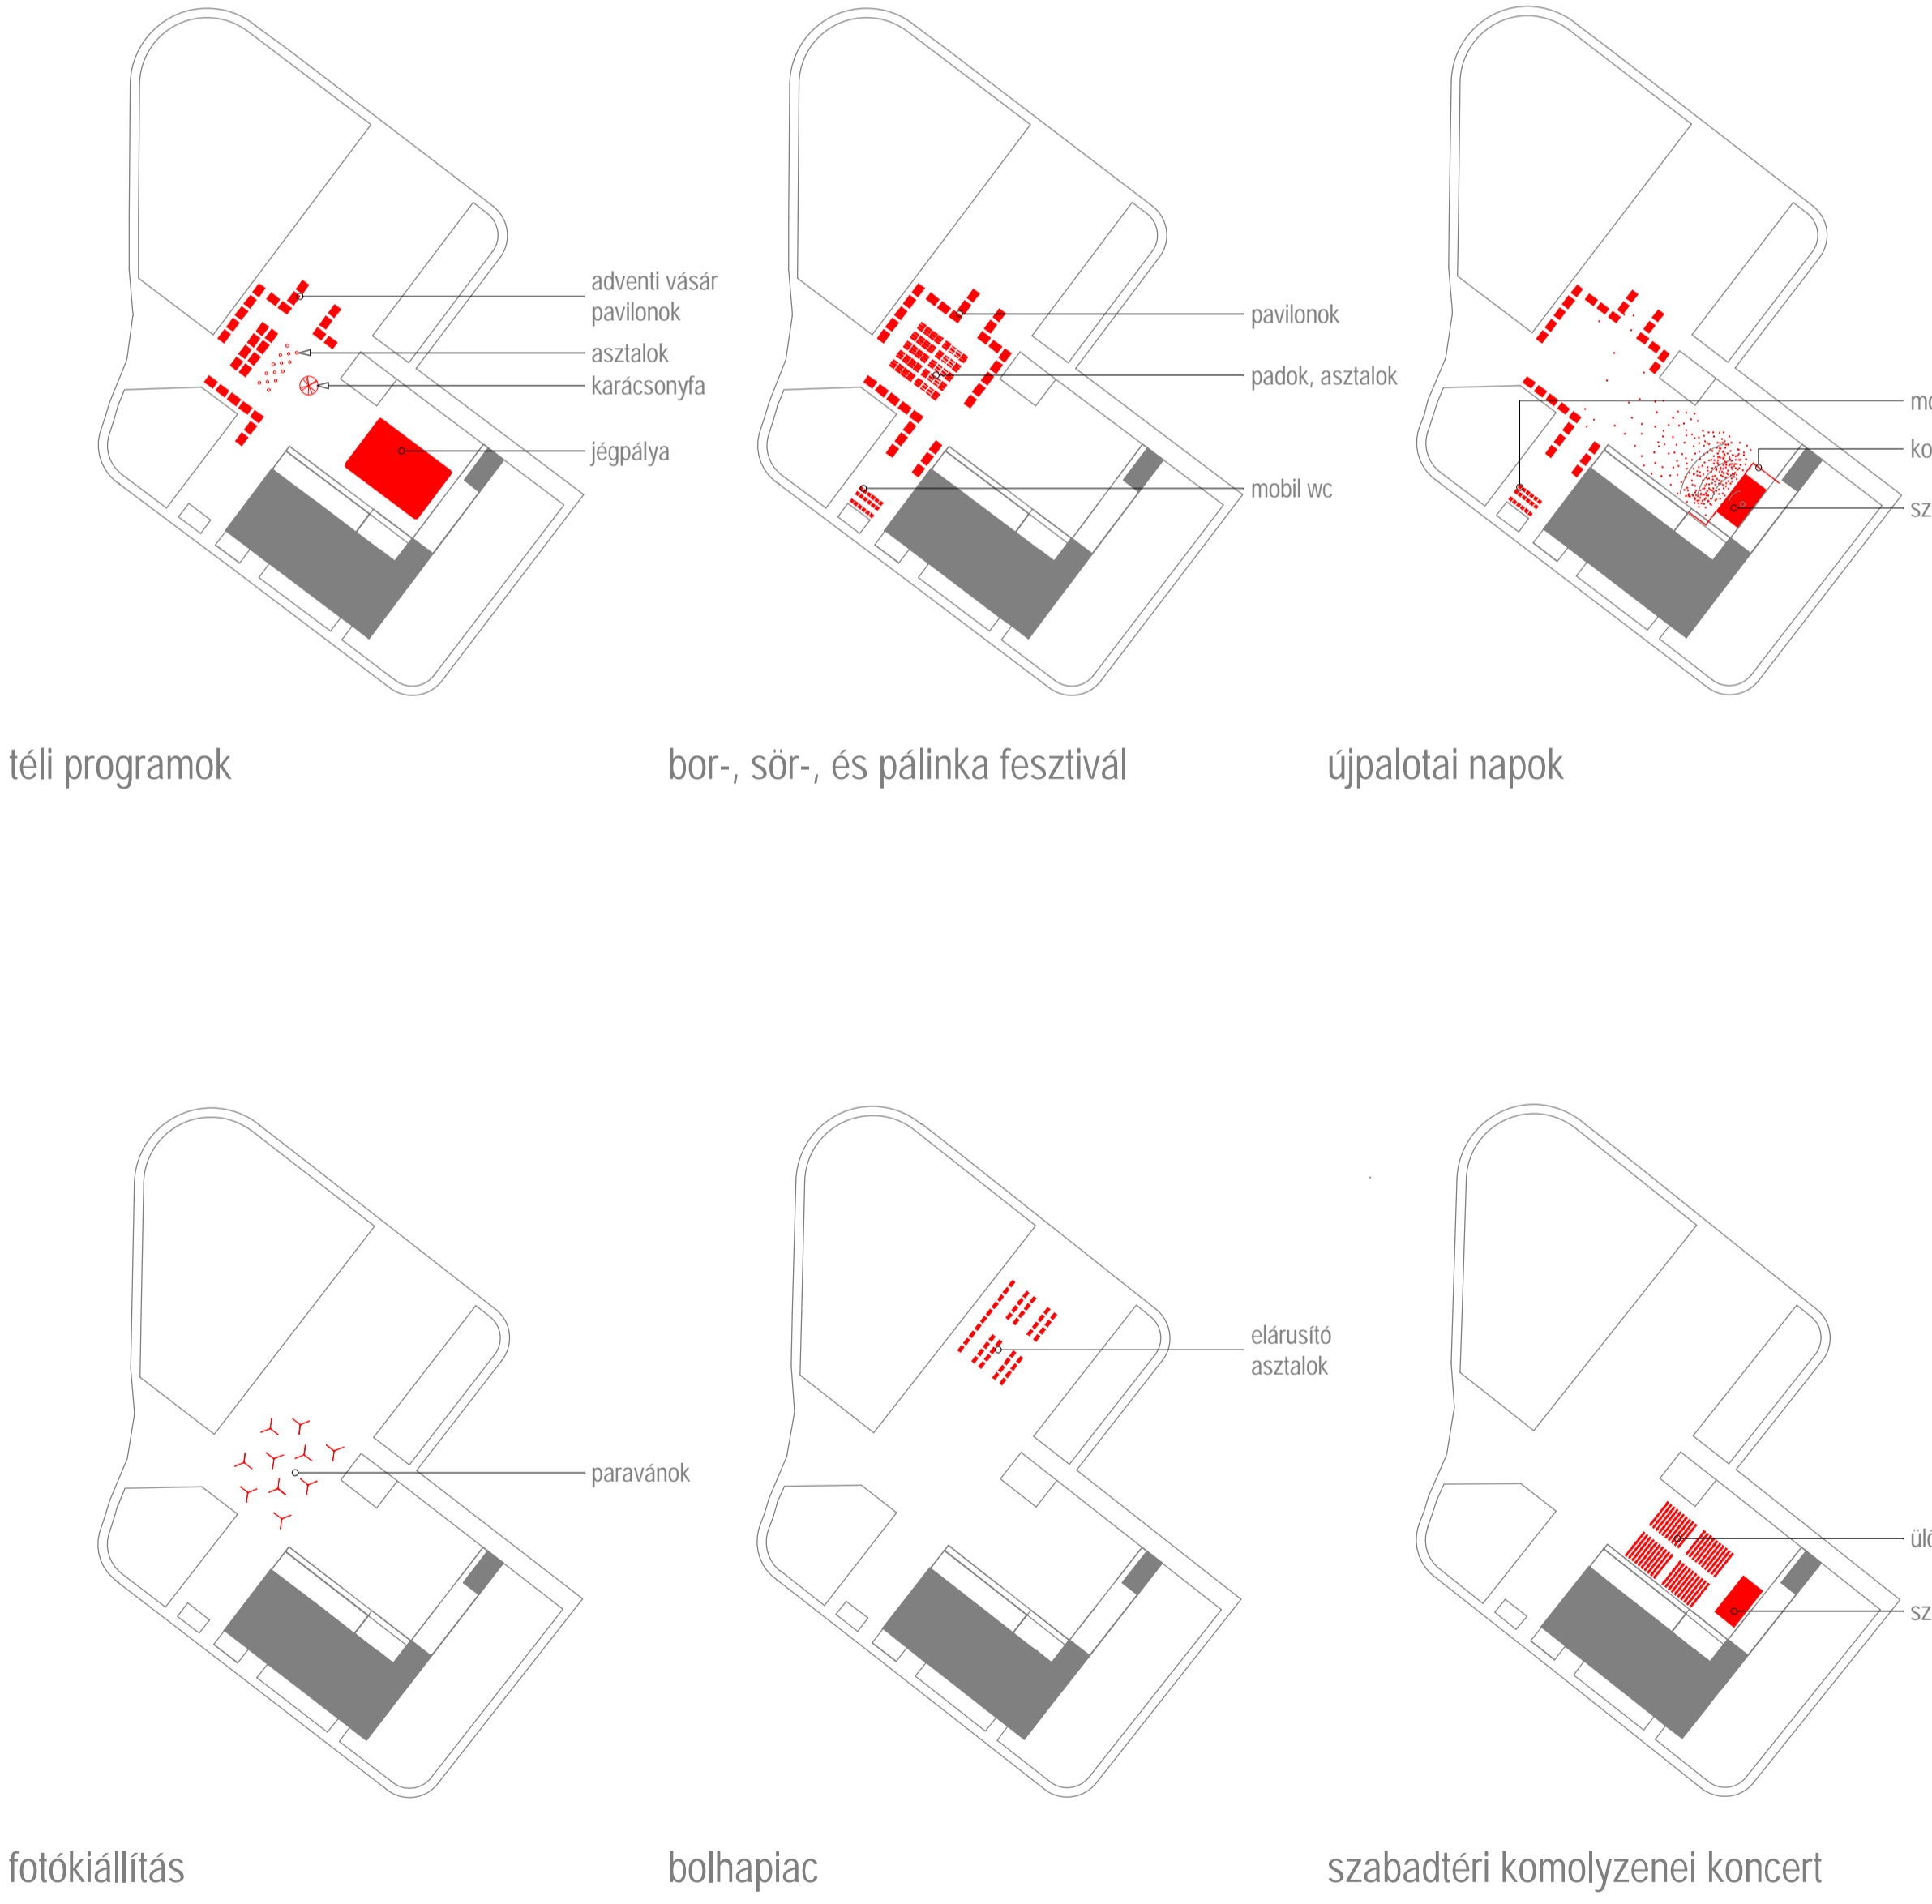 adventi vásár
pavilonok
asztalok
karácsonyfa
jégpálya
téli programok
pavilonok
padok, asztalok
mobil wc
bor-, sör-, és pálinka fesztivál
újpalotai napok
paravánok
fotókiállítás
elárusító
asztalok
bolhapiac
szabadtéri komolyzenei koncert